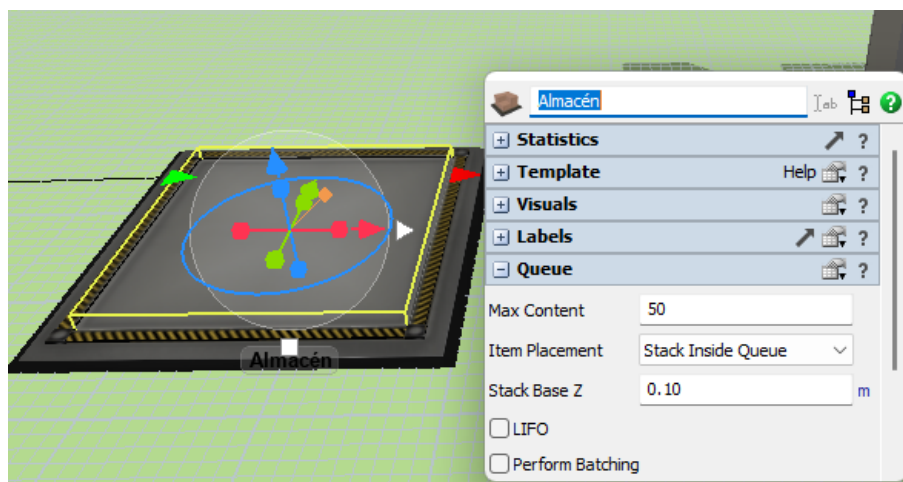 Almacén
Almacén
ab
?
Statistics
?
Template
Help
?
Visuals
?
Labels
?
Queue
?
Max Content
50
Item Placement
Stack Inside Queue
Stack Base Z
0.10
m
LIFO
Perform Batching